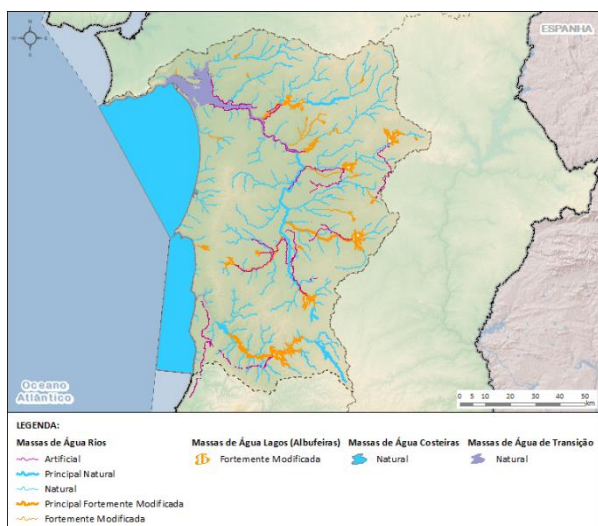 ESPANHA
Oceano
Atlântico
0 5 10 20 30 40 50
km
LEGENDA:
Massas de Água Rios
Artificial
Principal Natural
Natural
Principal Fortemente Modificada
Fortemente Modificada
Massas de Água Lagos (Albufeiras)
Fortemente Modificada
Massas de Água Costeiras
Natural
Massas de Água de Transição
Natural